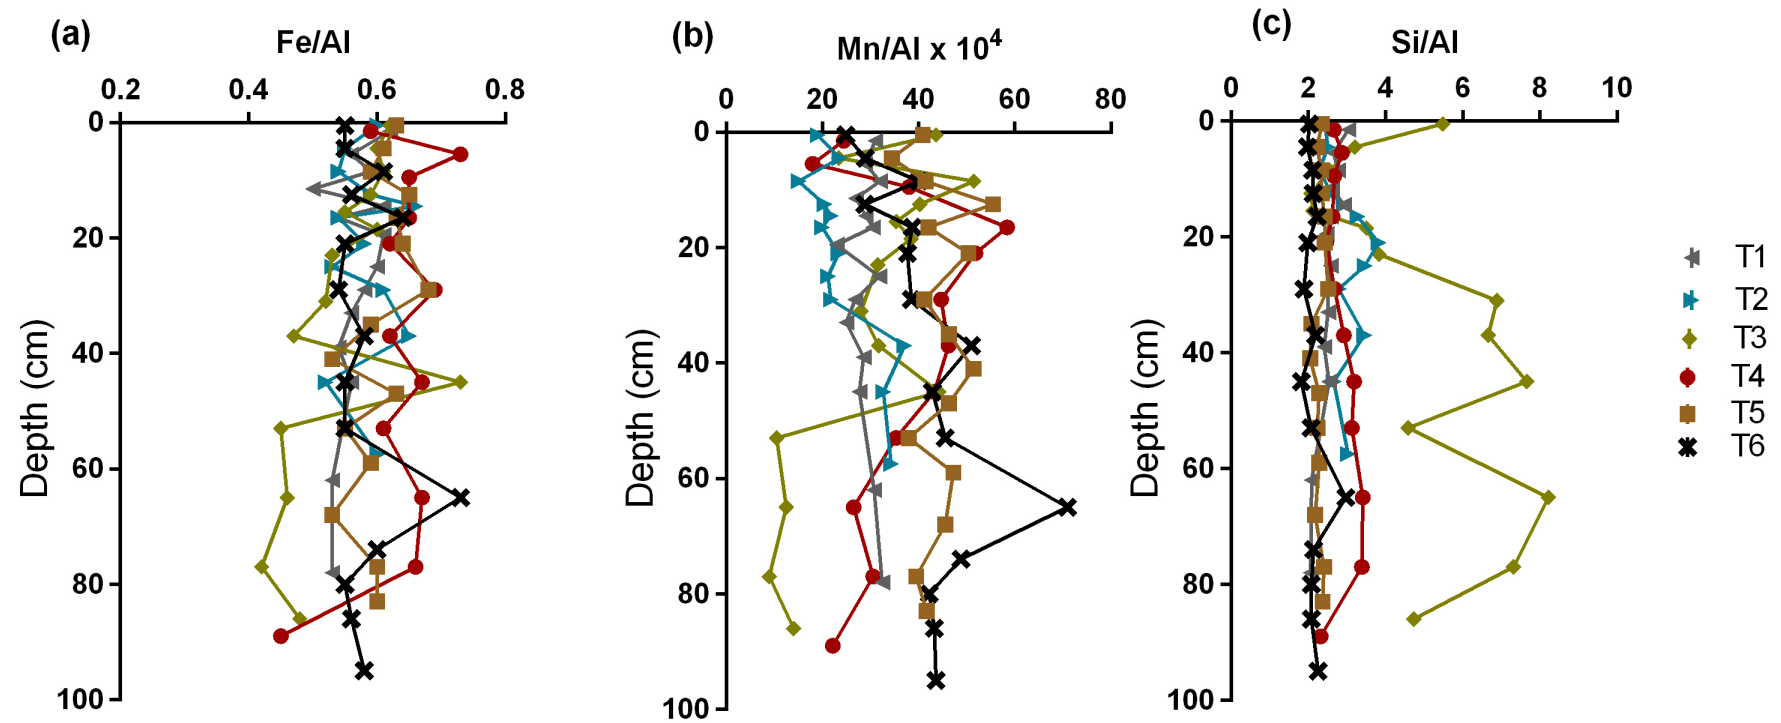 (a)
Fe/Al
0.2 0.4 0.6 0.8
0
20
40
60
80
100
Depth (cm)
(b)
Mn/Al x 10⁴
0 20 40 60 80
0
20
40
60
80
100
Depth (cm)
(c)
Si/Al
0 2 4 6 8 10
0
20
40
60
80
100
Depth (cm)
T1
T2
T3
T4
T5
T6